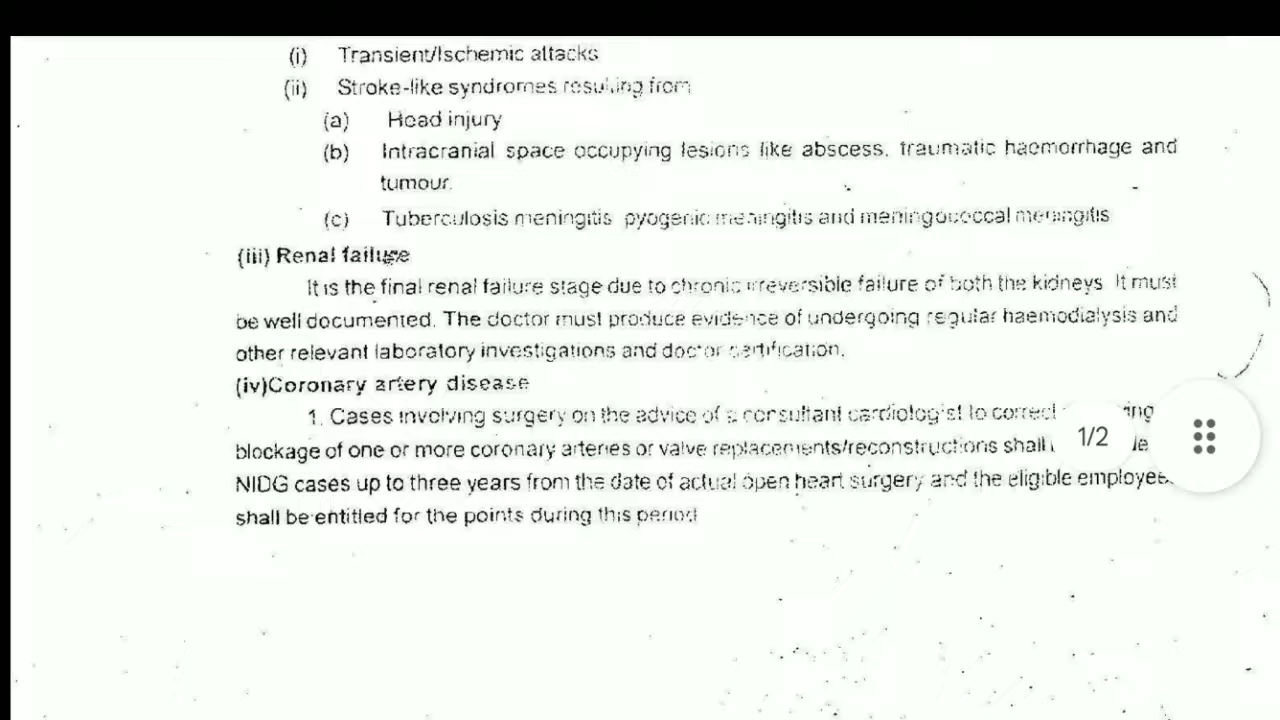 (i) Transient/Ischemic attacks
(ii) Stroke-like syndromes resulting from
(a) Head injury
(b) Intracranial space occupying lesions like abscess, traumatic haemorrhage and
tumour.
(c) Tuberculosis meningitis pyogenic meningitis and meningococcal meningitis
(iii) Renal failure
It is the final renal failure stage due to chronic irreversible failure of both the kidneys. It must
be well documented. The doctor must produce evidence of undergoing regular haemodialysis and
other relevant laboratory investigations and doctor certification.
(iv)Coronary artery disease
1. Cases involving surgery on the advice of a consultant cardiologist to correct
blockage of one or more coronary arteries or valve replacements/reconstructions shall
1/2
NIDG cases up to three years from the date of actual open heart surgery and the eligible employee
shall be entitled for the points during this period